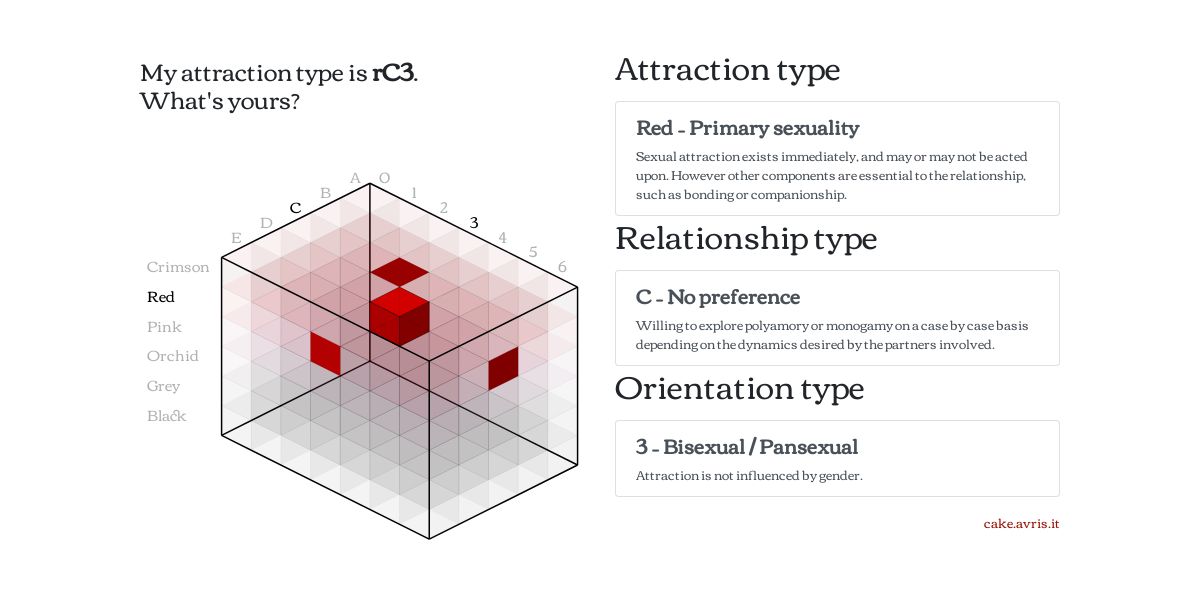 My attraction type is rC3.
What's yours?
A O
B 1
C 2
D 3
E 4
5
6
Crimson
Red
Pink
Orchid
Grey
Black
Attraction type
Red - Primary sexuality
Sexual attraction exists immediately, and may or may not be acted
upon. However other components are essential to the relationship,
such as bonding or companionship.
Relationship type
C - No preference
Willing to explore polyamory or monogamy on a case by case basis
depending on the dynamics desired by the partners involved.
Orientation type
3 - Bisexual / Pansexual
Attraction is not influenced by gender.
cake.avris.it